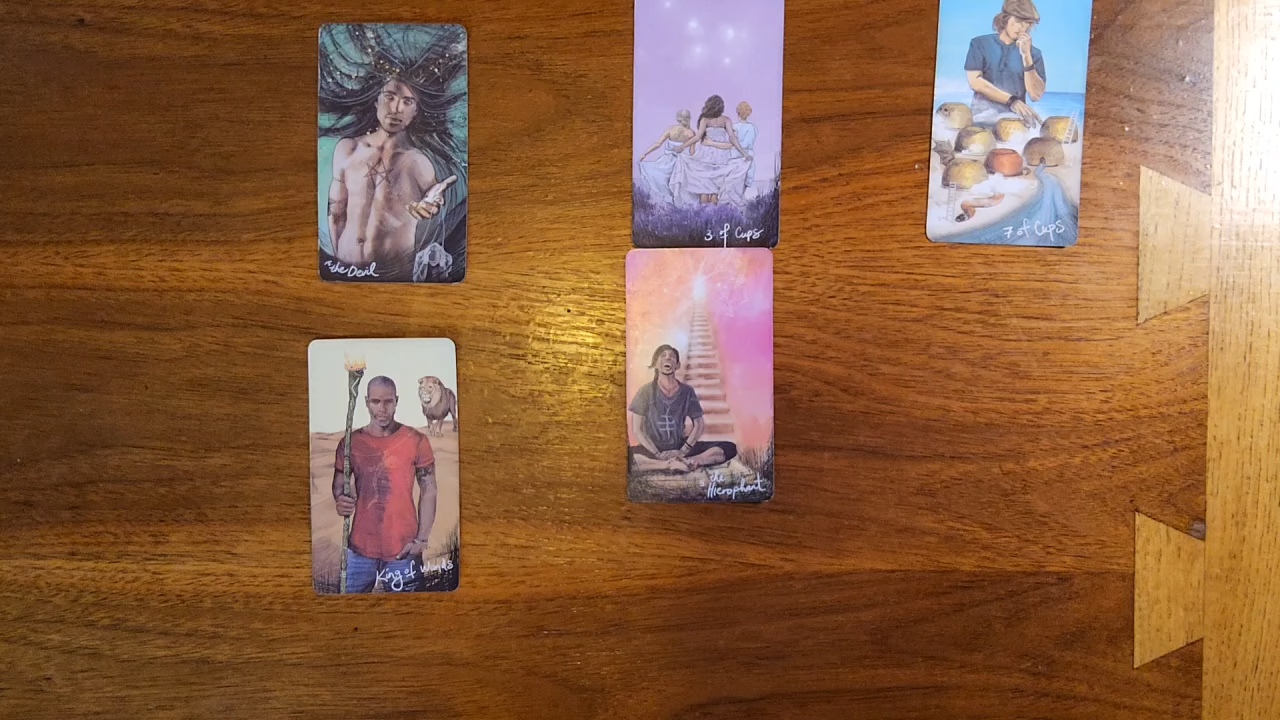 the Devil
3 of Cups
7 of Cups
King of Wands
the
Hierophant